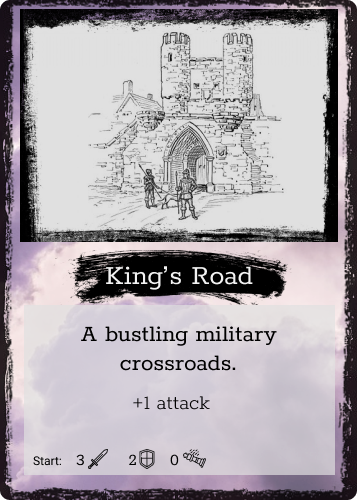 King's Road
A bustling military
crossroads.
+1 attack
Start: 3 2 0